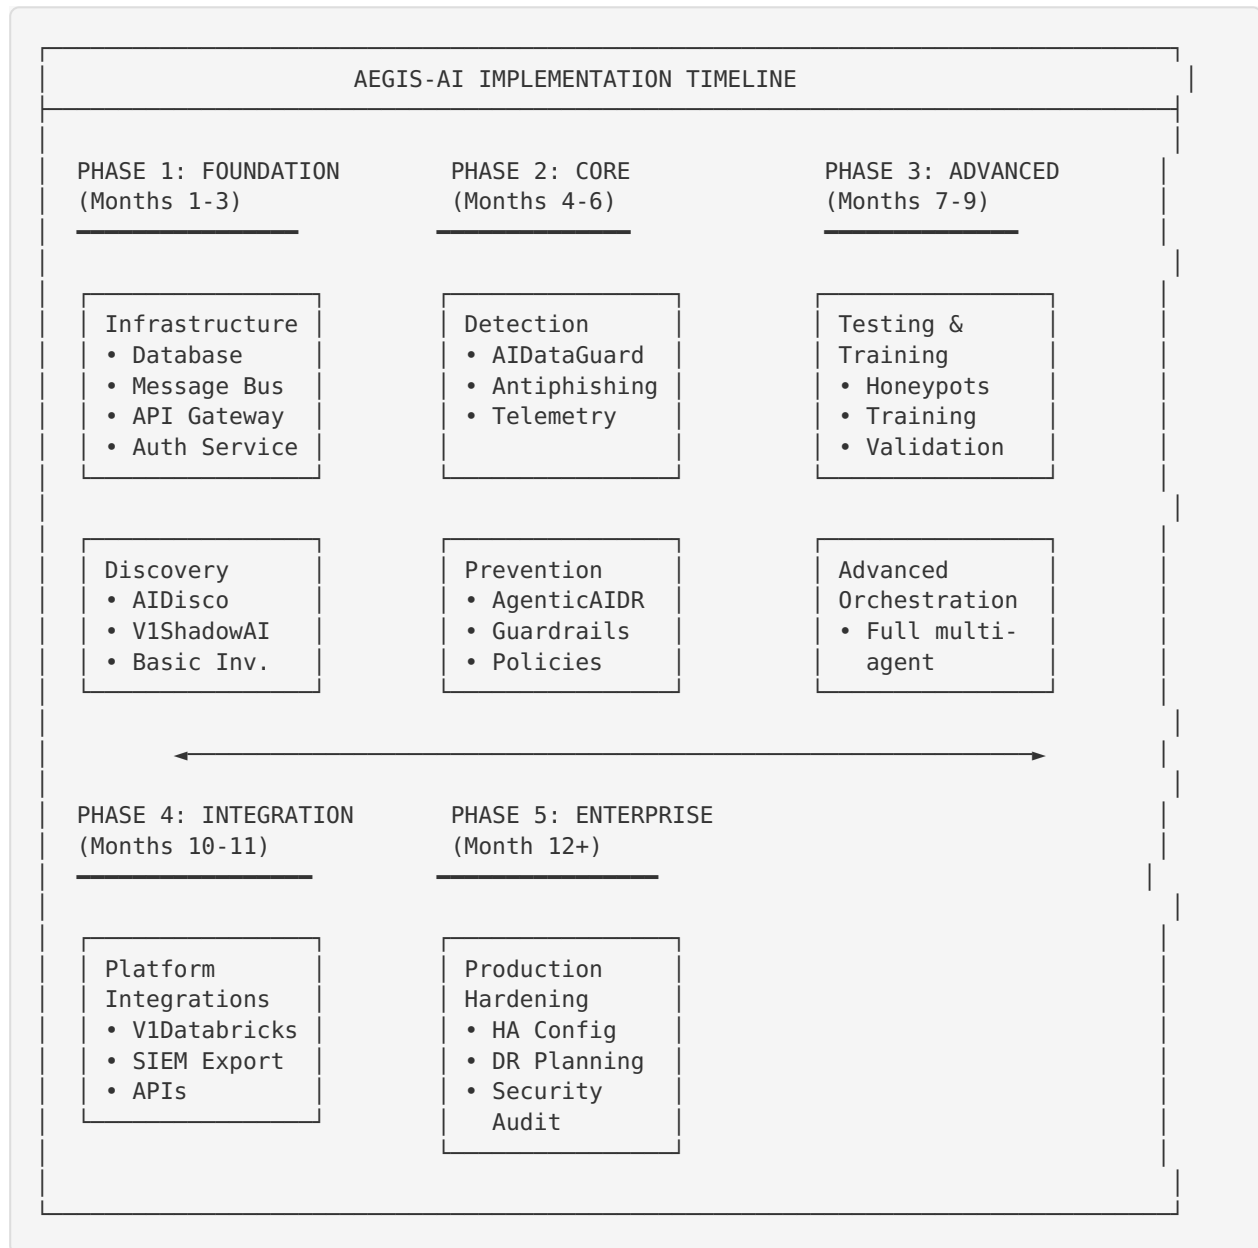 AEGIS-AI IMPLEMENTATION TIMELINE
PHASE 1: FOUNDATION
(Months 1-3)
PHASE 2: CORE
(Months 4-6)
PHASE 3: ADVANCED
(Months 7-9)
Infrastructure
• Database
• Message Bus
• API Gateway
• Auth Service
Detection
• AIDataGuard
• Antiphishing
• Telemetry
Testing &
Training
• Honeypots
• Training
• Validation
Discovery
• AIDisco
• V1ShadowAI
• Basic Inv.
Prevention
• AgenticAIDR
• Guardrails
• Policies
Advanced
Orchestration
• Full multi-
agent
PHASE 4: INTEGRATION
(Months 10-11)
PHASE 5: ENTERPRISE
(Month 12+)
Platform
Integrations
• V1Databricks
• SIEM Export
• APIs
Production
Hardening
• HA Config
• DR Planning
• Security
Audit